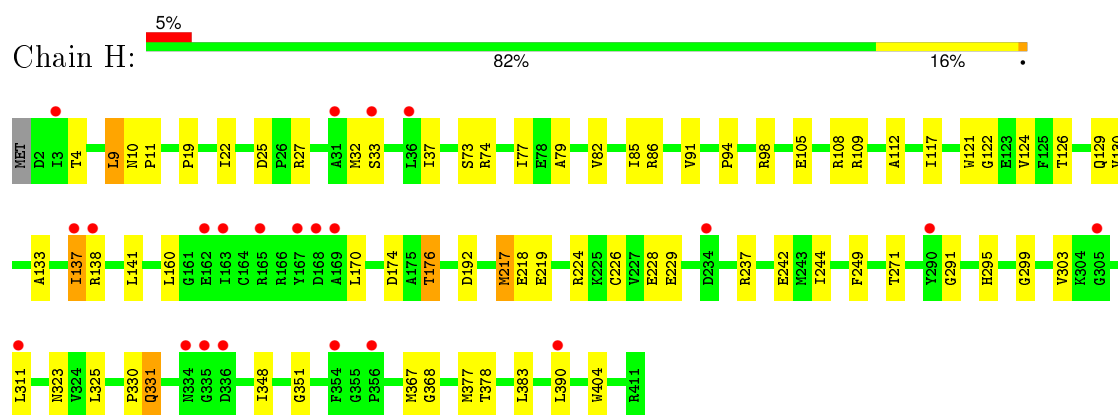 5%
Chain H:
82% 16% •
MET D2 I3 T4 L9 N10 P11 P19 I22 D25 P26 R27 A31 M32 S33 L36 I37 S73 R74 I77 E78 A79 V82 I85 R86 V91 P94 R98 E105 R108 R109 A112 I117 W121 G122 E123 V124 F125 T126 Q129 V130
A133 I137 R138 L141 L160 G161 E162 I163 C164 R165 R166 Y167 D168 A169 L170 D174 A175 T176 D192 M217 E218 E219 R224 K225 C226 V227 E228 E229 D234 R237 E242 M243 I244 F249 T271 Y290 G291 H295 G299 V303 K304 G305
L311 N323 V324 L325 P330 Q331 N334 G335 D336 I348 G351 F354 G355 P356 M367 G368 M377 T378 L383 L390 W404 R411